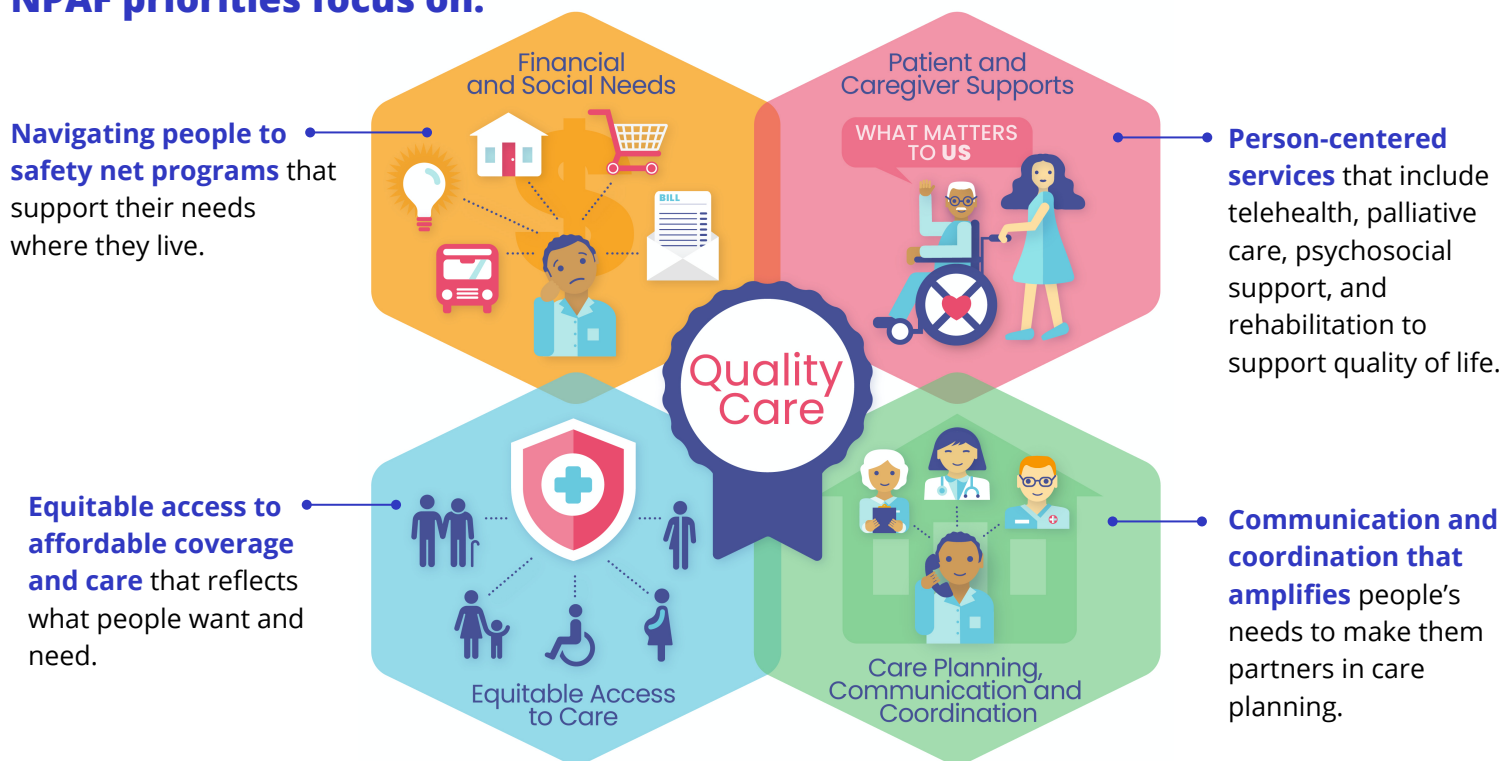 NPAF priorities focus on:
Financial
and Social Needs
Patient and
Caregiver Supports
Navigating people to
safety net programs that
support their needs
where they live.
BILL
WHAT MATTERS
TO US
Person-centered
services that include
telehealth, palliative
care, psychosocial
support, and
rehabilitation to
support quality of life.
Quality
Care
Equitable access to
affordable coverage
and care that reflects
what people want and
need.
Equitable Access
to Care
Care Planning,
Communication and
Coordination
Communication and
coordination that
amplifies people’s
needs to make them
partners in care
planning.